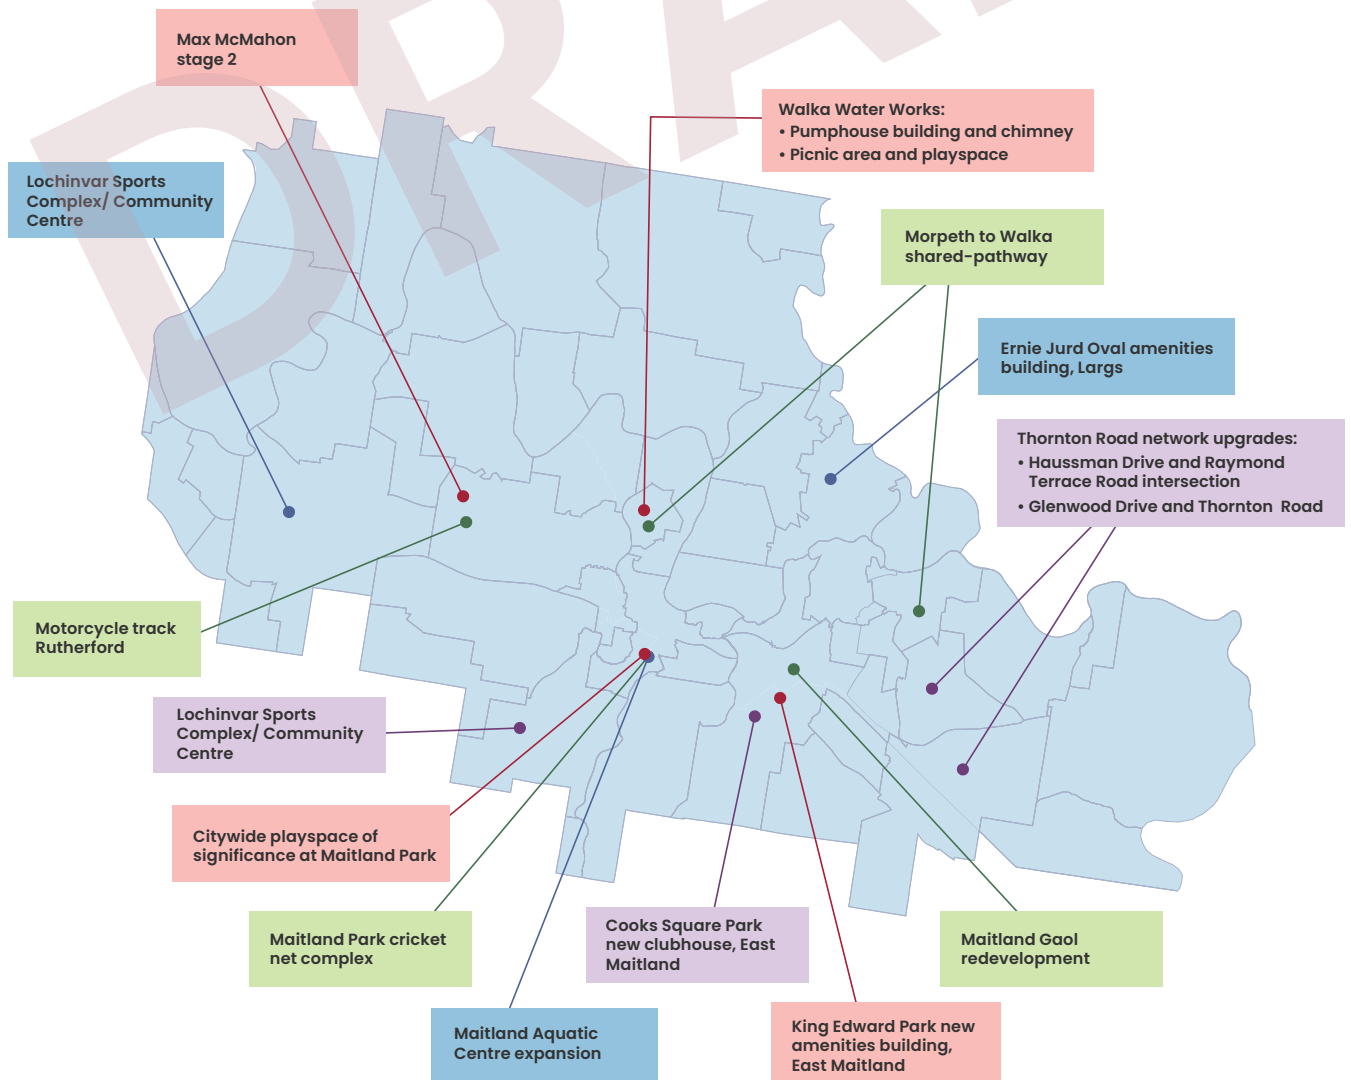 DRA
Max McMahon
stage 2
Walka Water Works:
• Pumphouse building and chimney
• Picnic area and playspace
Lochinvar Sports
Complex/ Community
Centre
Morpeth to Walka
shared-pathway
Ernie Jurd Oval amenities
building, Largs
Thornton Road network upgrades:
• Haussman Drive and Raymond
Terrace Road intersection
• Glenwood Drive and Thornton  Road
Motorcycle track
Rutherford
Lochinvar Sports
Complex/ Community
Centre
Citywide playspace of
significance at Maitland Park
Maitland Park cricket
net complex
Cooks Square Park
new clubhouse, East
Maitland
Maitland Gaol
redevelopment
Maitland Aquatic
Centre expansion
King Edward Park new
amenities building,
East Maitland